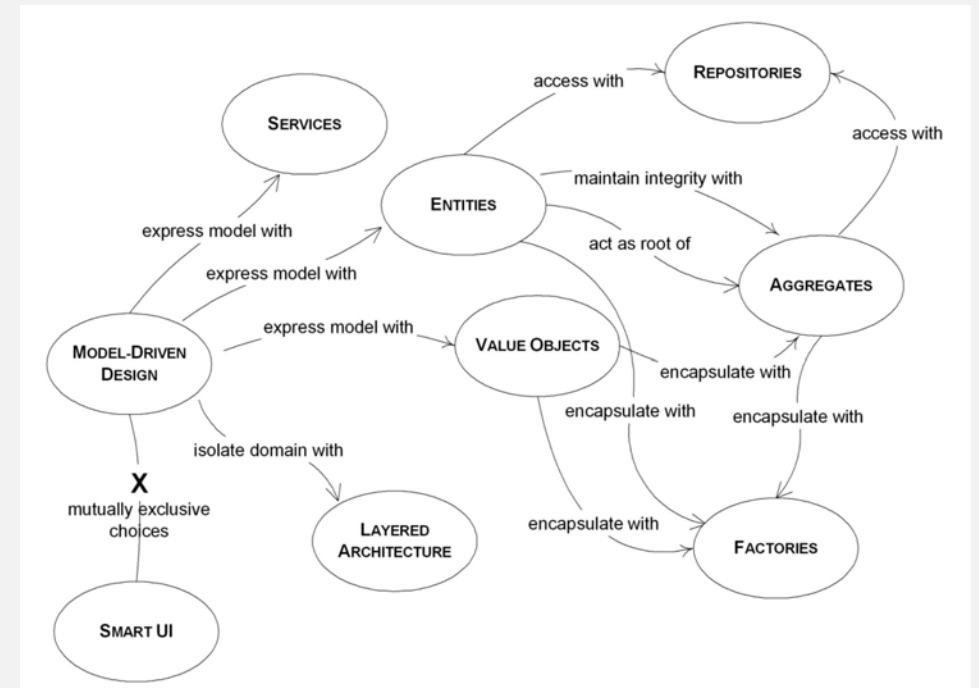 REPOSITORIES
access with
SERVICES
access with
maintain integrity with
ENTITIES
express model with
act as root of
express model with
AGGREGATES
express model with
VALUE OBJECTS
MODEL-DRIVEN
DESIGN
encapsulate with
encapsulate with
encapsulate with
isolate domain with
X
mutually exclusive
choices
encapsulate with
LAYERED
ARCHITECTURE
FACTORIES
SMART UI